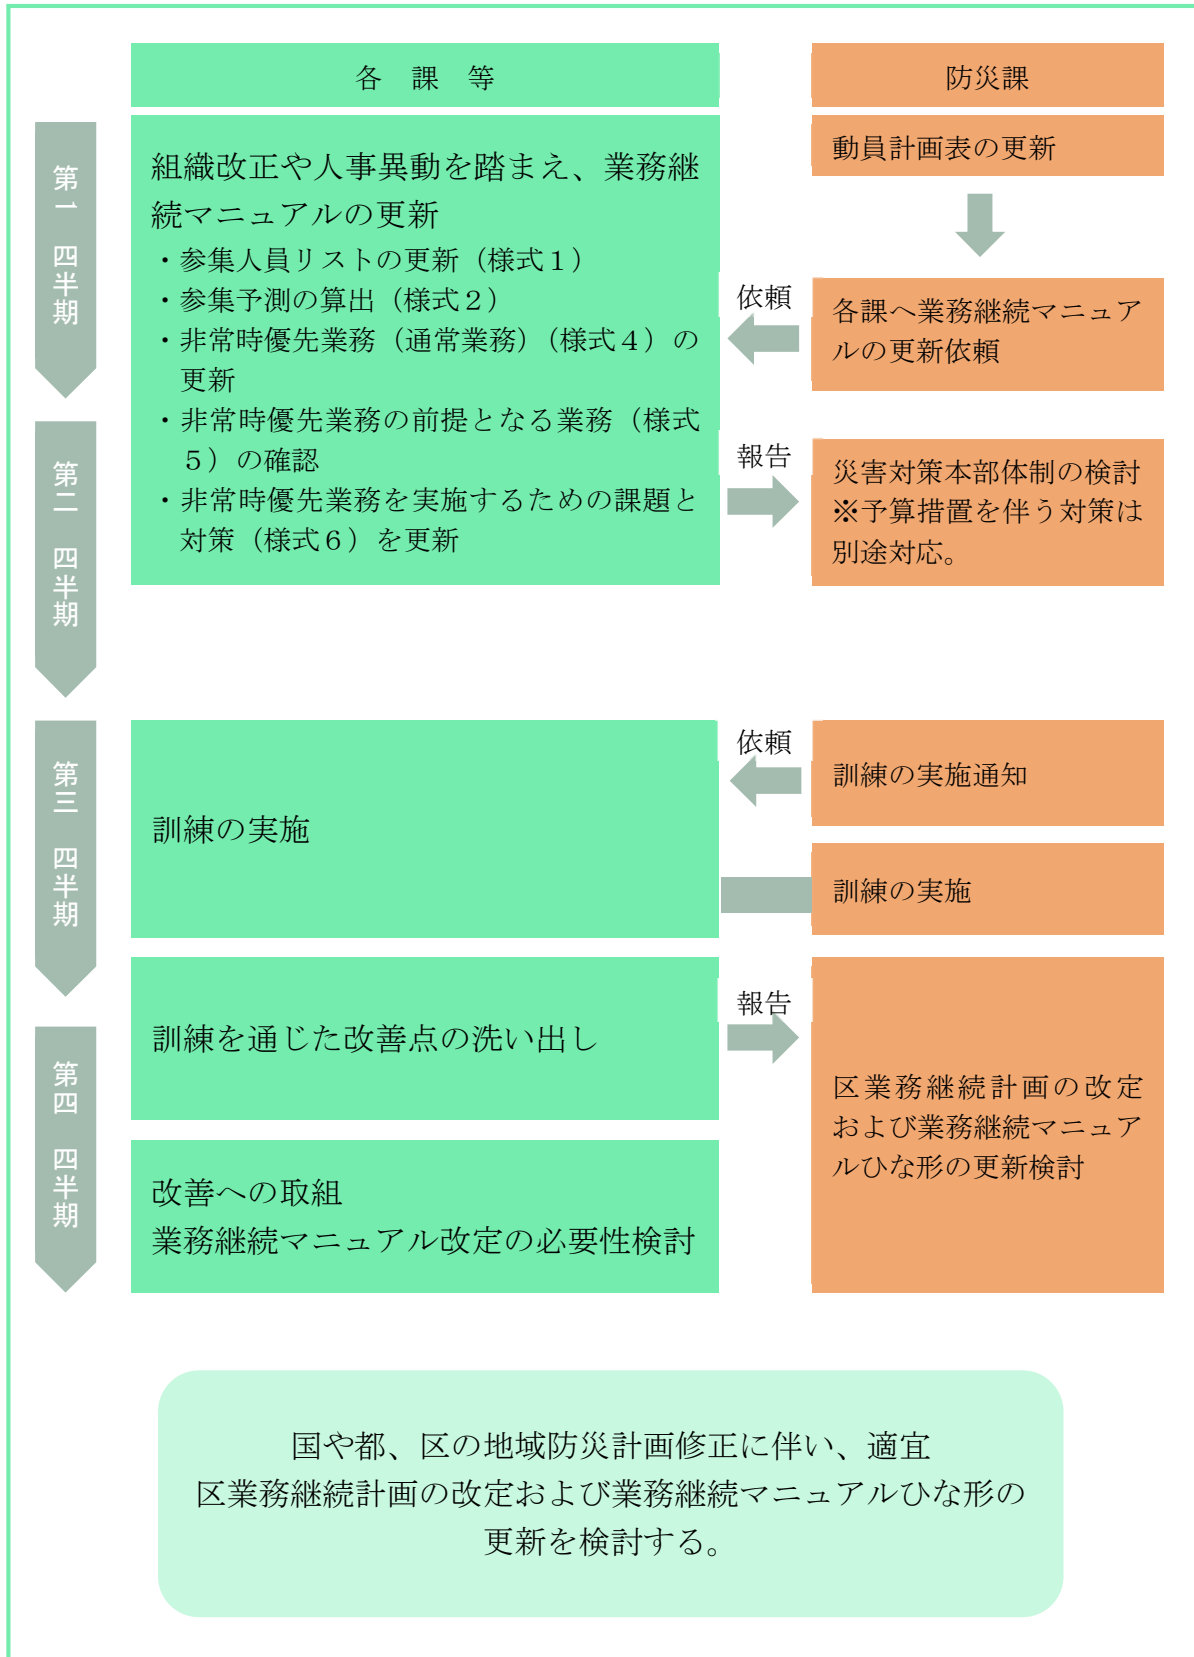 各　課　等
防災課
第一　四半期
組織改正や人事異動を踏まえ、業務継
続マニュアルの更新
・参集人員リストの更新（様式１）
・参集予測の算出（様式２）
・非常時優先業務（通常業務）（様式４）の
更新
・非常時優先業務の前提となる業務（様式
５）の確認
・非常時優先業務を実施するための課題と
対策（様式６）を更新
動員計画表の更新
依頼
各課へ業務継続マニュア
ルの更新依頼
第二　四半期
報告
災害対策本部体制の検討
※予算措置を伴う対策は
別途対応。
第三　四半期
訓練の実施
依頼
訓練の実施通知
訓練の実施
訓練を通じた改善点の洗い出し
報告
区業務継続計画の改定
および業務継続マニュア
ルひな形の更新検討
第四　四半期
改善への取組
業務継続マニュアル改定の必要性検討
国や都、区の地域防災計画修正に伴い、適宜
区業務継続計画の改定および業務継続マニュアルひな形の
更新を検討する。